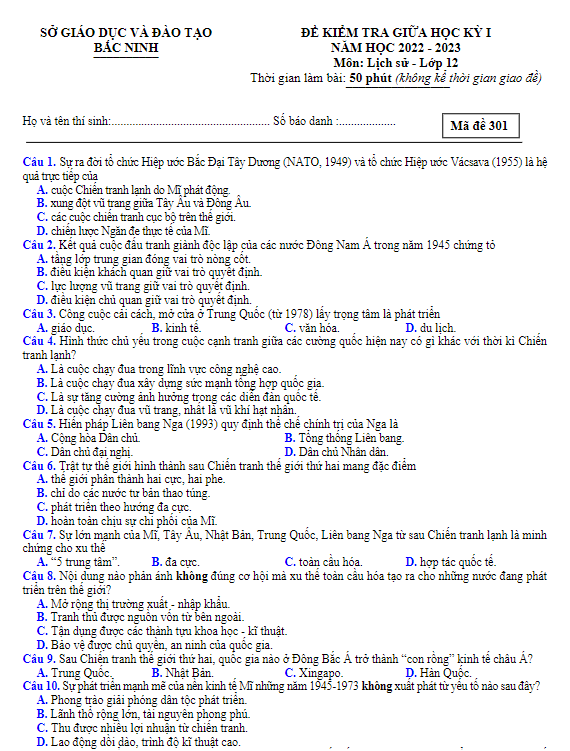 SỞ GIÁO DỤC VÀ ĐÀO TẠO
BẮC NINH
ĐỀ KIỂM TRA GIỮA HỌC KỲ I
NĂM HỌC 2022 - 2023
Môn: Lịch sử - Lớp 12
Thời gian làm bài: 50 phút (không kể thời gian giao đề)
Họ và tên thí sinh:..................................................... Số báo danh :...................
Mã đề 301
Câu 1. Sự ra đời tổ chức Hiệp ước Bắc Đại Tây Dương (NATO, 1949) và tổ chức Hiệp ước Vácsava (1955) là hệ
quả trực tiếp của
A. cuộc Chiến tranh lạnh do Mĩ phát động.
B. xung đột vũ trang giữa Tây Âu và Đông Âu.
C. các cuộc chiến tranh cục bộ trên thế giới.
D. chiến lược Ngăn đe thực tế của Mĩ.
Câu 2. Kết quả cuộc đấu tranh giành độc lập của các nước Đông Nam Á trong năm 1945 chứng tỏ
A. tầng lớp trung gian đóng vai trò nòng cốt.
B. điều kiện khách quan giữ vai trò quyết định.
C. lực lượng vũ trang giữ vai trò quyết định.
D. điều kiện chủ quan giữ vai trò quyết định.
Câu 3. Công cuộc cải cách, mở cửa ở Trung Quốc (từ 1978) lấy trọng tâm là phát triển
A. giáo dục. B. kinh tế. C. văn hóa. D. du lịch.
Câu 4. Hình thức chủ yếu trong cuộc cạnh tranh giữa các cường quốc hiện nay có gì khác với thời kì Chiến
tranh lạnh?
A. Là cuộc chạy đua trong lĩnh vực công nghệ cao.
B. Là cuộc chạy đua xây dựng sức mạnh tổng hợp quốc gia.
C. Là sự tăng cường ảnh hưởng trong các diễn đàn quốc tế.
D. Là cuộc chạy đua vũ trang, nhất là vũ khí hạt nhân.
Câu 5. Hiến pháp Liên bang Nga (1993) quy định thể chế chính trị của Nga là
A. Cộng hòa Dân chủ. B. Tổng thống Liên bang.
C. Dân chủ đại nghị. D. Dân chủ Nhân dân.
Câu 6. Trật tự thế giới hình thành sau Chiến tranh thế giới thứ hai mang đặc điểm
A. thế giới phân thành hai cực, hai phe.
B. chỉ do các nước tư bản thao túng.
C. phát triển theo hướng đa cực.
D. hoàn toàn chịu sự chi phối của Mĩ.
Câu 7. Sự lớn mạnh của Mĩ, Tây Âu, Nhật Bản, Trung Quốc, Liên bang Nga từ sau Chiến tranh lạnh là minh
chứng cho xu thế
A. “5 trung tâm”. B. đa cực. C. toàn cầu hóa. D. hợp tác quốc tế.
Câu 8. Nội dung nào phản ánh không đúng cơ hội mà xu thế toàn cầu hóa tạo ra cho những nước đang phát
triển trên thế giới?
A. Mở rộng thị trường xuất - nhập khẩu.
B. Tranh thủ được nguồn vốn từ bên ngoài.
C. Tận dụng được các thành tựu khoa học - kĩ thuật.
D. Bảo vệ được chủ quyền, an ninh của quốc gia.
Câu 9. Sau Chiến tranh thế giới thứ hai, quốc gia nào ở Đông Bắc Á trở thành “con rồng” kinh tế châu Á?
A. Trung Quốc. B. Nhật Bản. C. Xingapo. D. Hàn Quốc.
Câu 10. Sự phát triển mạnh mẽ của nền kinh tế Mĩ những năm 1945-1973 không xuất phát từ yếu tố nào sau đây?
A. Phong trào giải phóng dân tộc phát triển.
B. Lãnh thổ rộng lớn, tài nguyên phong phú.
C. Thu được nhiều lợi nhuận từ chiến tranh.
D. Lao động dồi dào, trình độ kĩ thuật cao.